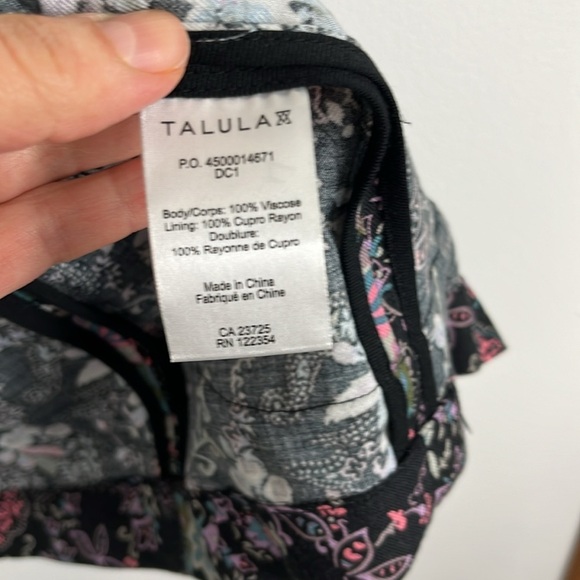 TALULA
P.O. 4500014671
DC1
Body/Corps: 100% Viscose
Lining: 100% Cupro Rayon
Doublure:
100% Rayonne de Cupro
Made in China
Fabriqué en Chine
CA 23725
RN 122354